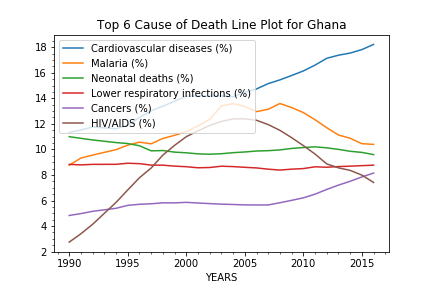 Top 6 Cause of Death Line Plot for Ghana
18
16
14
12
10
8
6
4
2
Cardiovascular diseases (%)
Malaria (%)
Neonatal deaths (%)
Lower respiratory infections (%)
Cancers (%)
HIV/AIDS (%)
1990 1995 2000 2005 2010 2015
YEARS